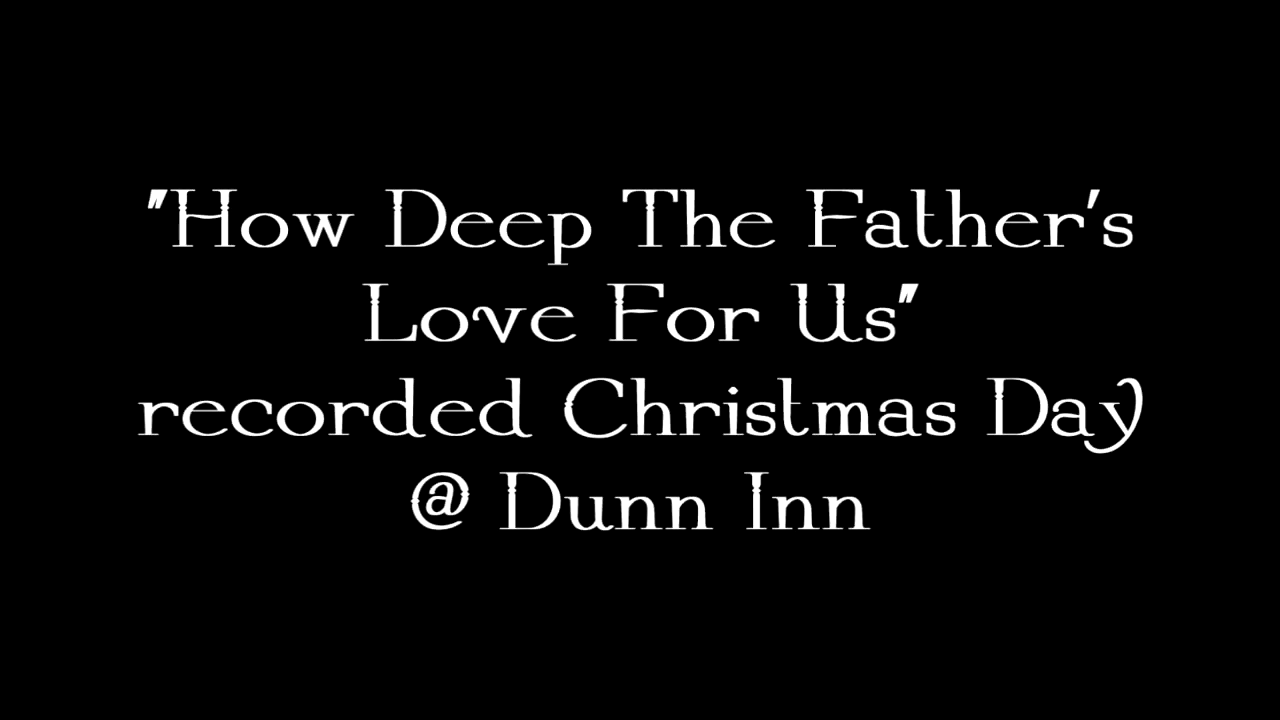 "How Deep The Father's
Love For Us"
recorded Christmas Day
@ Dunn Inn